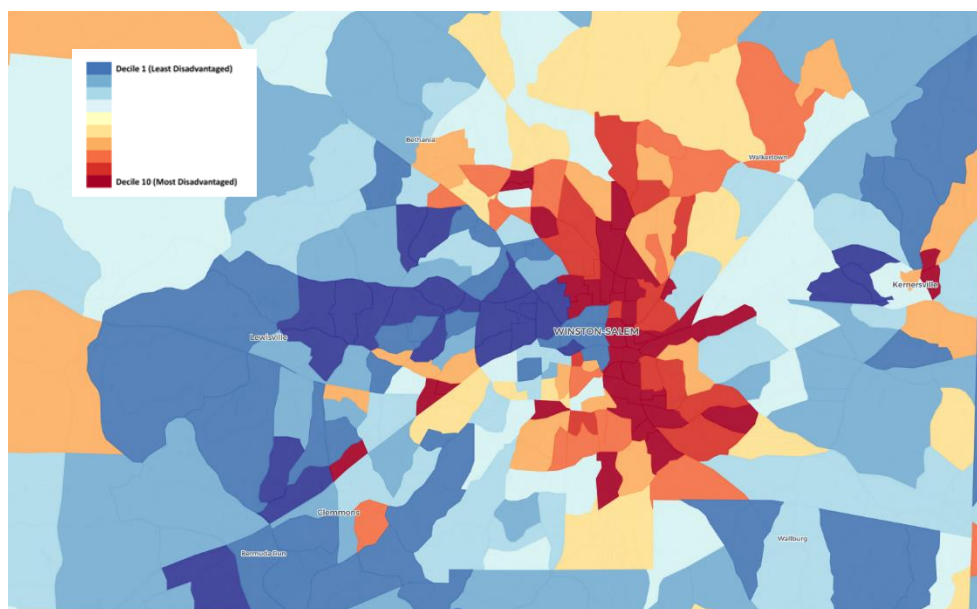 Decile 1 (Least Disadvantaged)
Decile 10 (Most Disadvantaged)
Bethania
Walkertown
Kernersville
WINSTON-SALEM
Lewisville
Clemmons
Wallburg
Bermuda Run